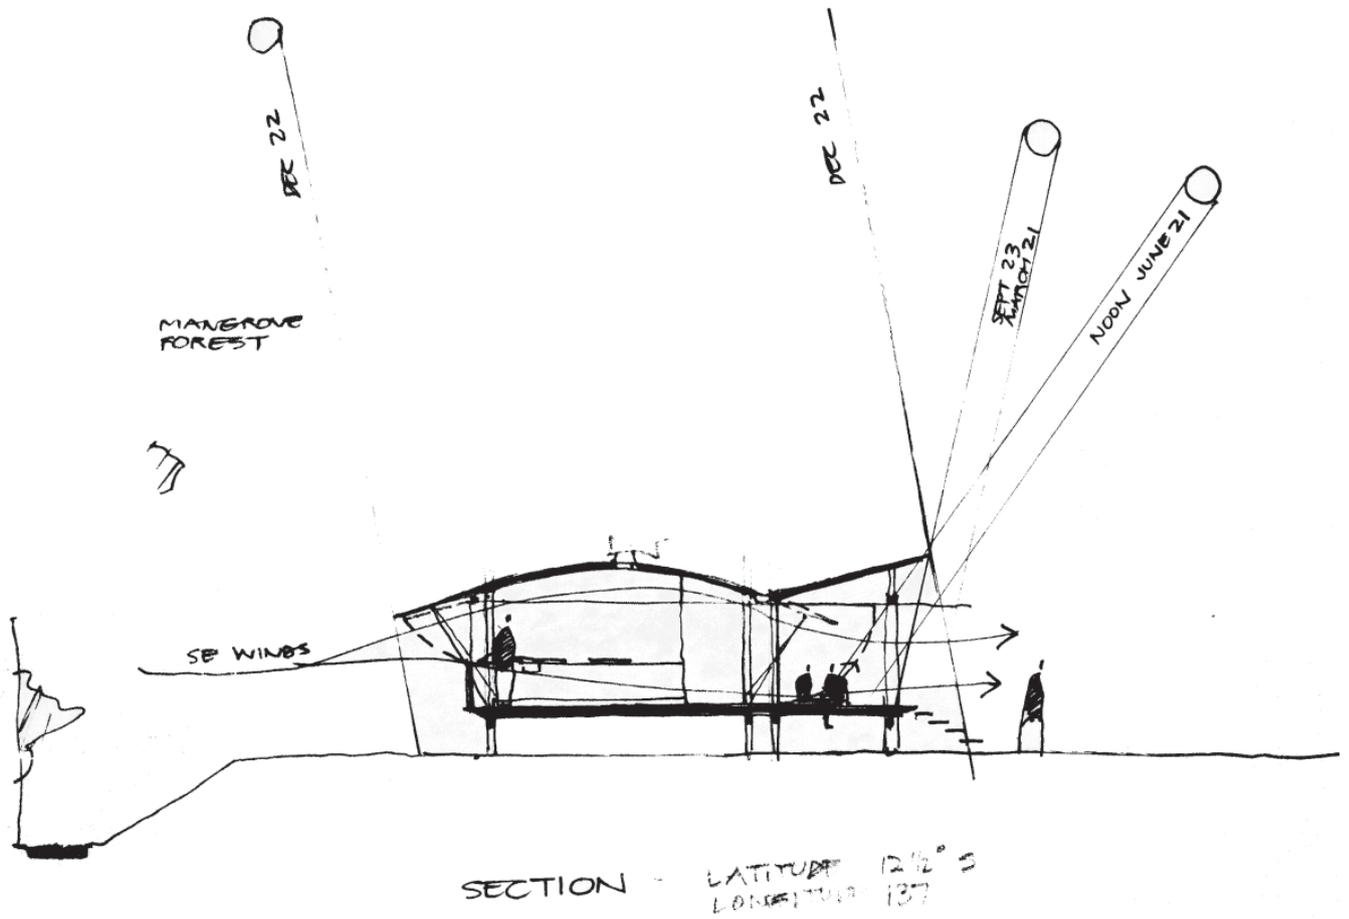 DEC 22
DEC 22
SEPT 23
MARCH 21
NOON JUNE 21
MANGROVE
FOREST
SE WINDS
SECTION - LATITUDE 12½° S
LONGITUDE 137